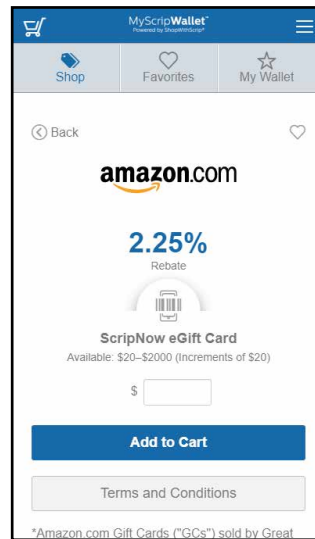 MyScripWallet™
Powered by ShopWithScrip®
Shop
Favorites
My Wallet
Back
amazon.com
2.25%
Rebate
ScripNow eGift Card
Available: $20–$2000 (Increments of $20)
$
Add to Cart
Terms and Conditions
*Amazon.com Gift Cards ("GCs") sold by Great